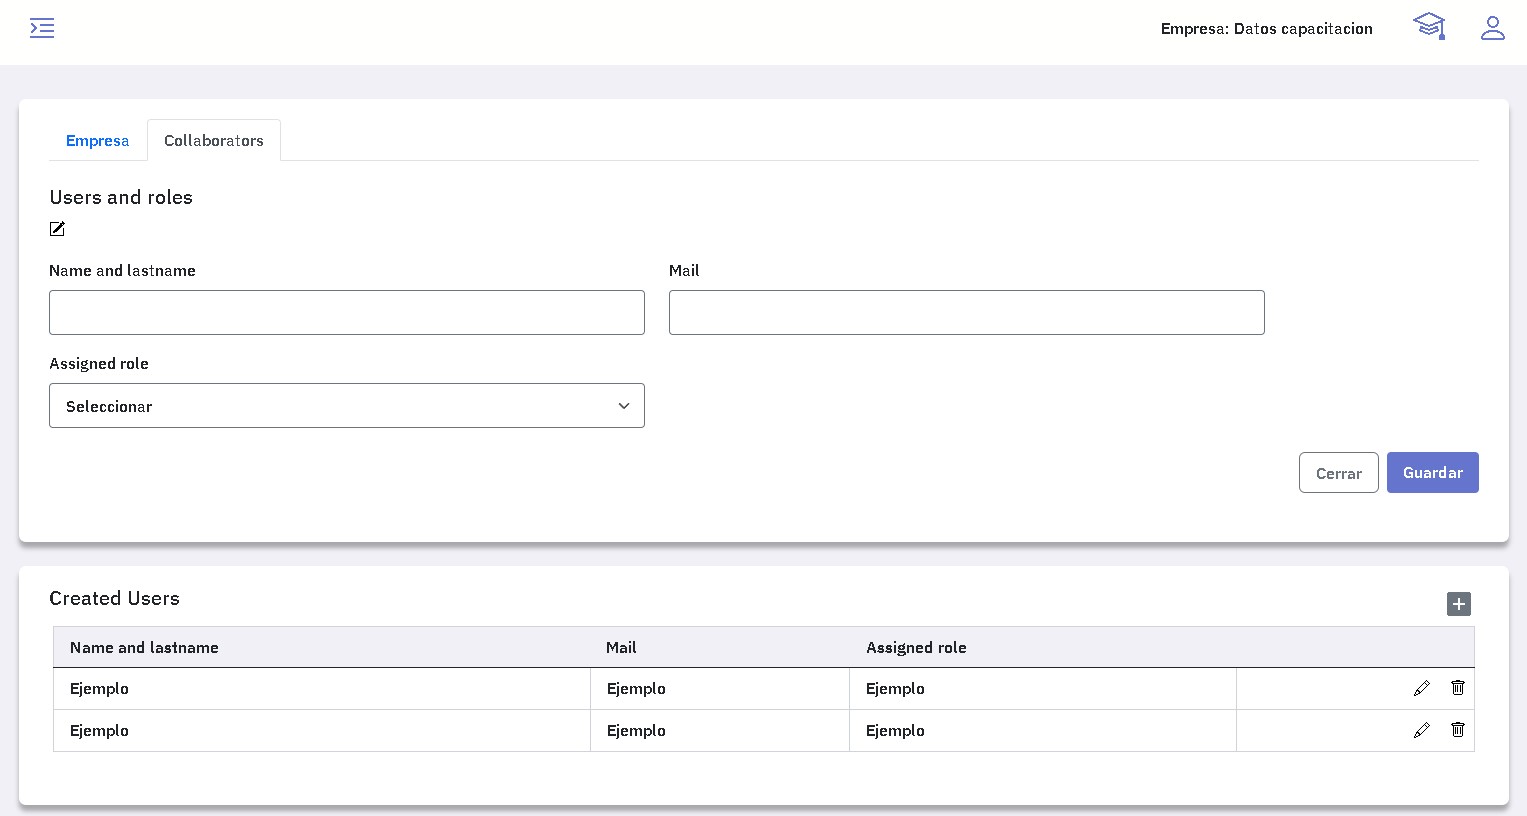 Empresa: Datos capacitacion
Empresa Collaborators
Users and roles
Name and lastname Mail
Assigned role
Seleccionar
Cerrar Guardar
Created Users
Name and lastname Mail Assigned role
Ejemplo Ejemplo Ejemplo
Ejemplo Ejemplo Ejemplo